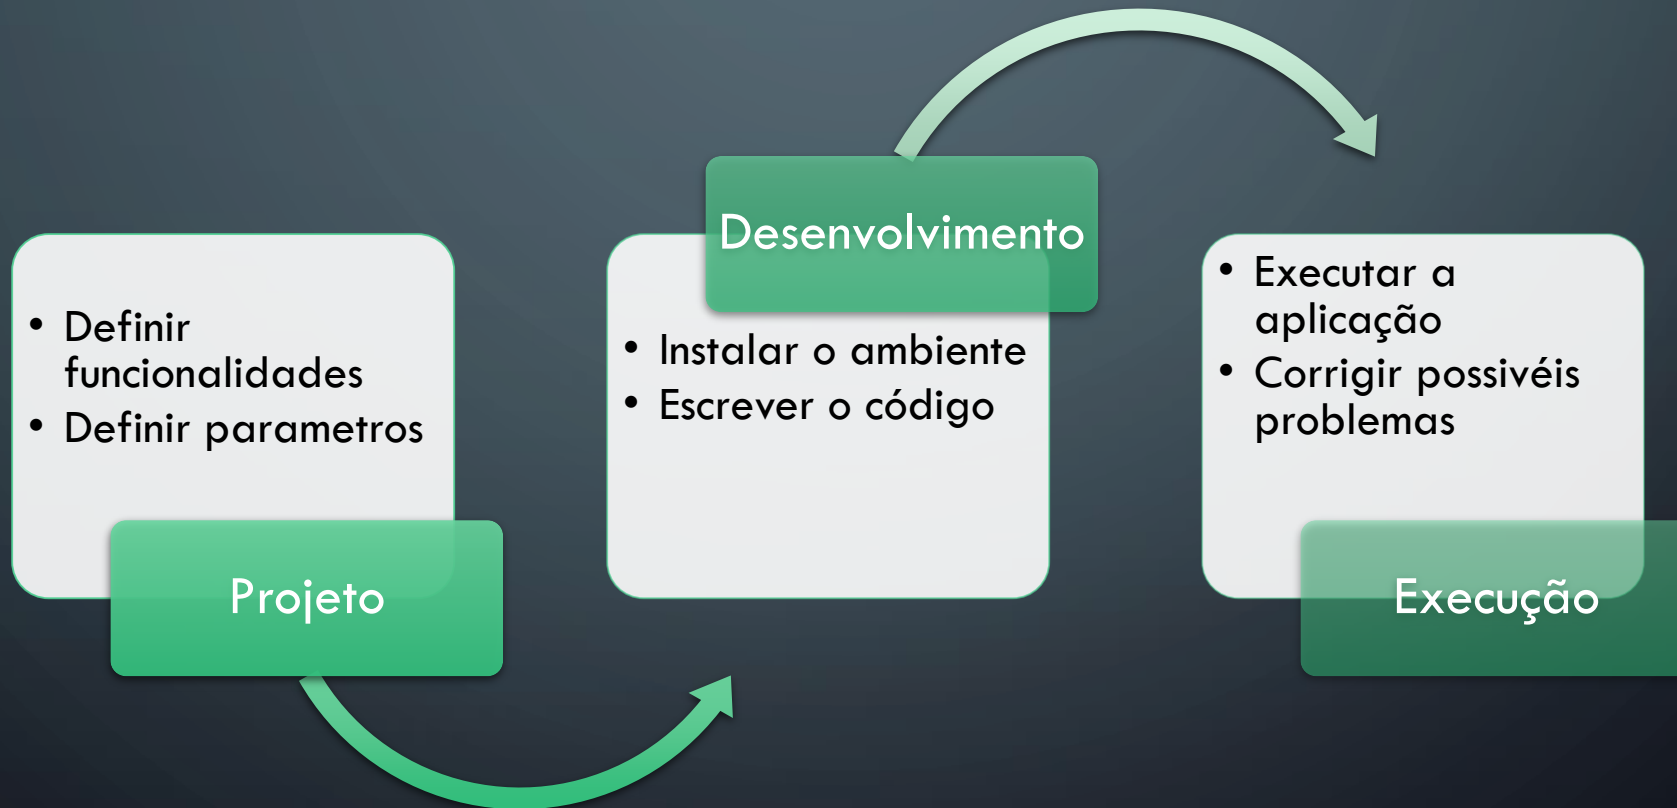 • Definir
funcionalidades
• Definir parametros
Projeto
Desenvolvimento
• Instalar o ambiente
• Escrever o código
• Executar a
aplicação
• Corrigir possivéis
problemas
Execução